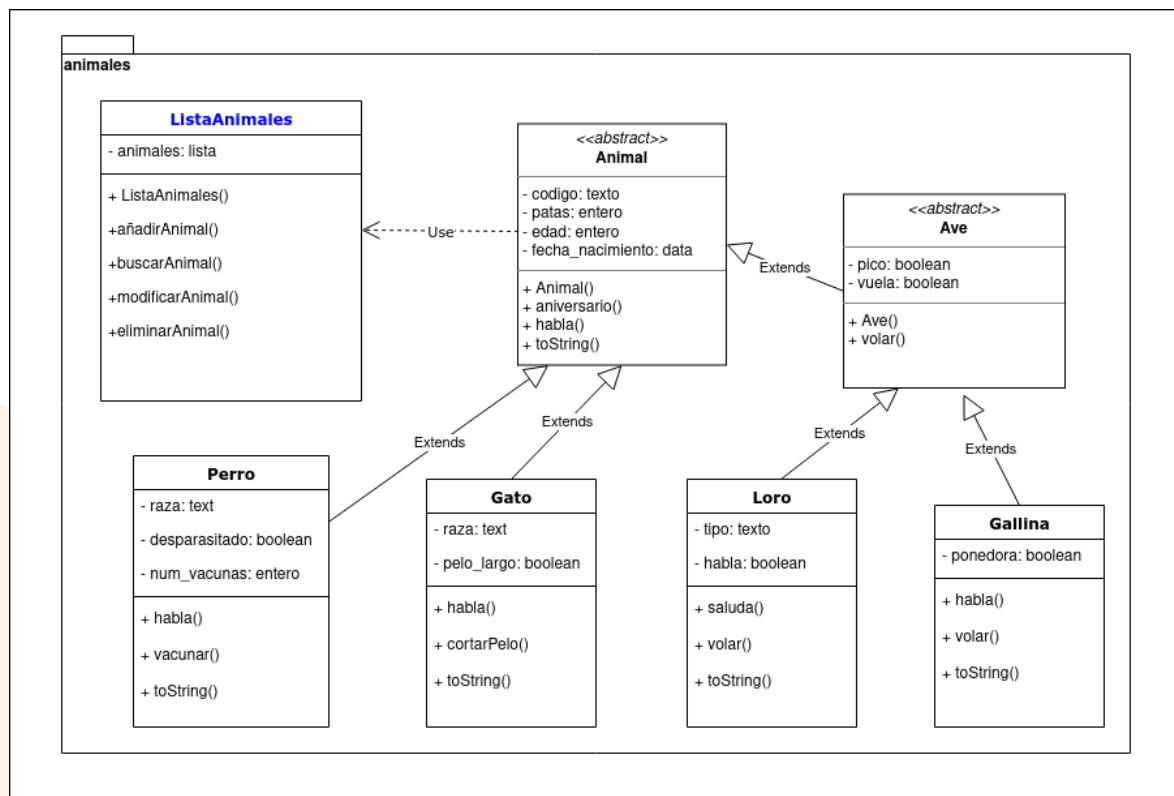 animales
ListaAnimales
- animales: lista
+ ListaAnimales()
+añadirAnimal()
+buscarAnimal()
+modificarAnimal()
+eliminarAnimal()
Use
<<abstract>>
Animal
- codigo: texto
- patas: entero
- edad: entero
- fecha_nacimiento: data
+ Animal()
+ aniversario()
+ habla()
+ toString()
Extends
<<abstract>>
Ave
- pico: boolean
- vuela: boolean
+ Ave()
+ volar()
Extends
Extends
Extends
Extends
Perro
- raza: text
- desparasitado: boolean
- num_vacunas: entero
+ habla()
+ vacunar()
+ toString()
Gato
- raza: text
- pelo_largo: boolean
+ habla()
+ cortarPelo()
+ toString()
Loro
- tipo: texto
- habla: boolean
+ saluda()
+ volar()
+ toString()
Gallina
- ponedora: boolean
+ habla()
+ volar()
+ toString()